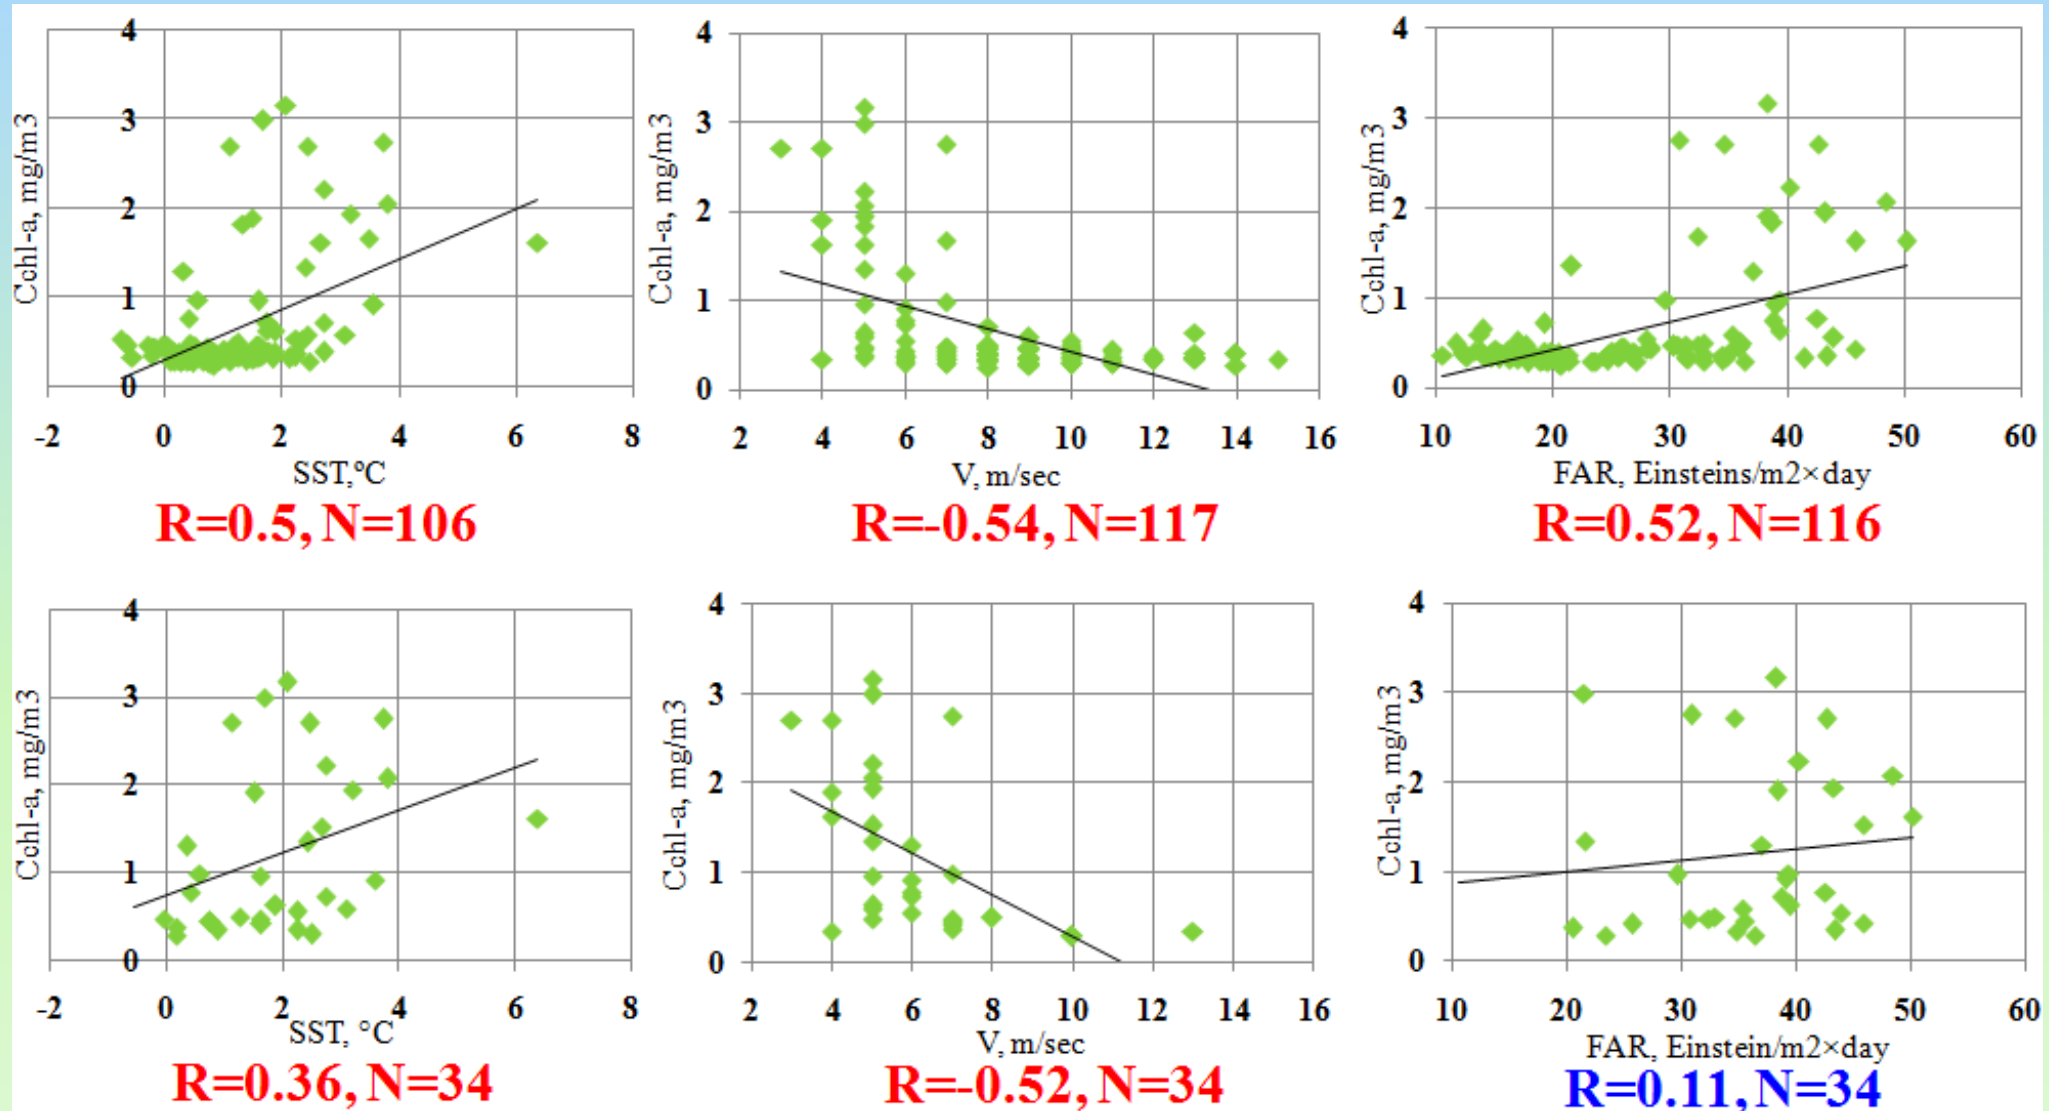 4
3
2
1
0
Cchl-a, mg/m3
-2 0 2 4 6 8
SST,ºC
R=0.5, N=106
4
3
2
1
0
Cchl-a, mg/m3
2 4 6 8 10 12 14 16
V, m/sec
R=-0.54, N=117
4
3
2
1
0
Cchl-a, mg/m3
10 20 30 40 50 60
FAR, Einsteins/m2×day
R=0.52, N=116
4
3
2
1
0
Cchl-a, mg/m3
-2 0 2 4 6 8
SST, °C
R=0.36, N=34
4
3
2
1
0
Cchl-a, mg/m3
2 4 6 8 10 12 14 16
V, m/sec
R=-0.52, N=34
4
3
2
1
0
Cchl-a, mg/m3
10 20 30 40 50 60
FAR, Einstein/m2×day
R=0.11, N=34